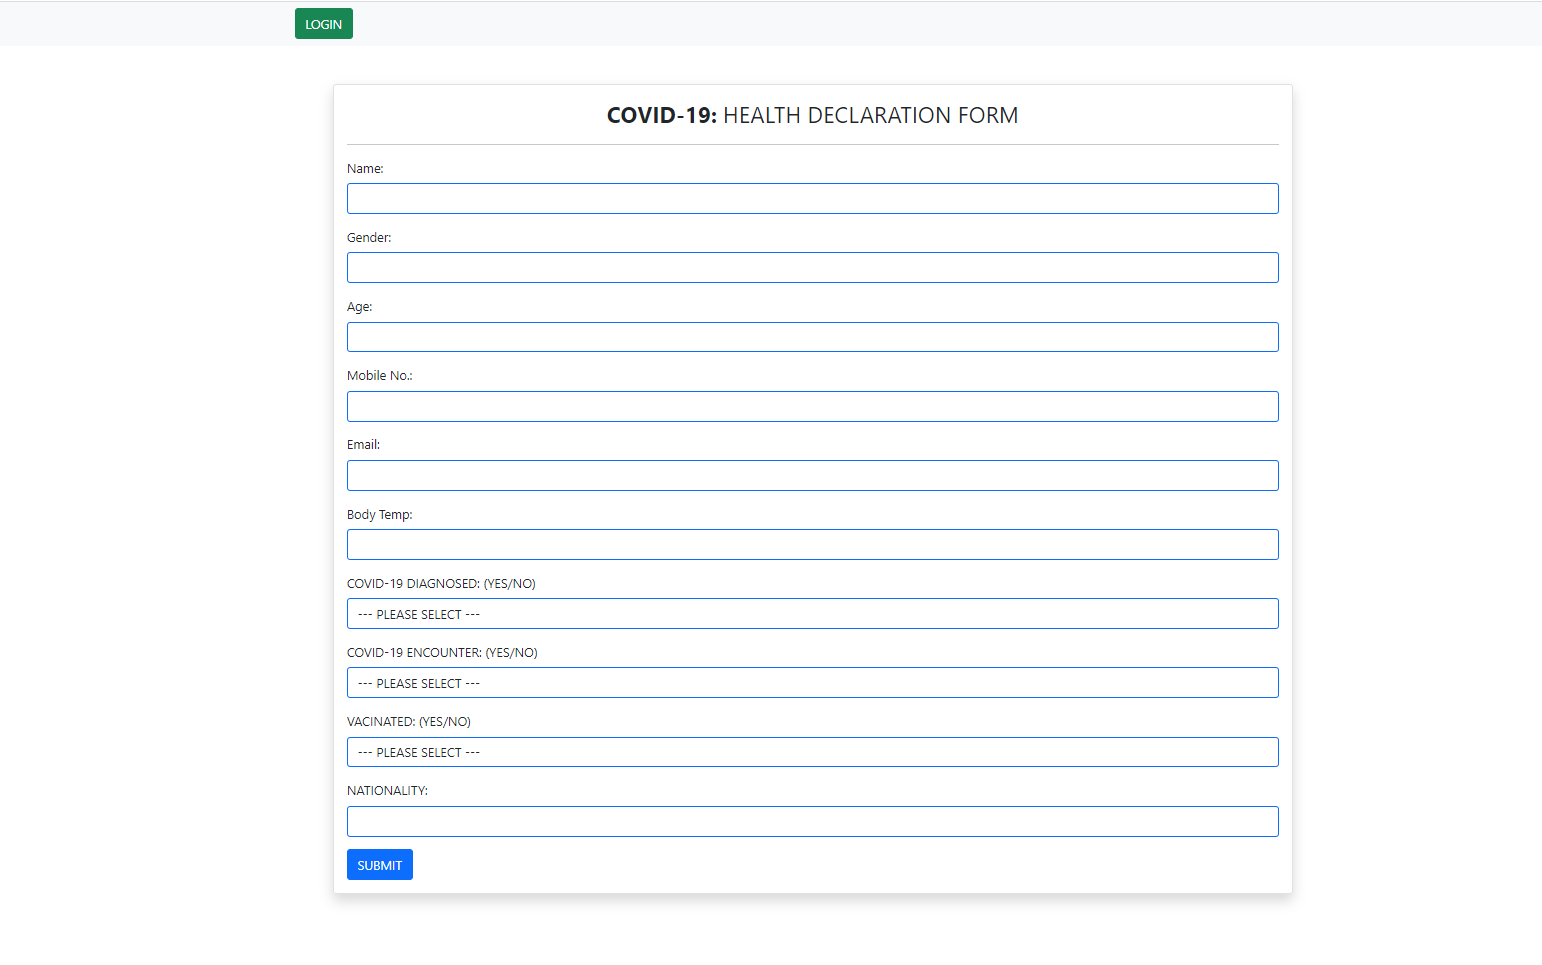 LOGIN
COVID-19: HEALTH DECLARATION FORM
Name:
Gender:
Age:
Mobile No.:
Email:
Body Temp:
COVID-19 DIAGNOSED: (YES/NO)
--- PLEASE SELECT ---
COVID-19 ENCOUNTER: (YES/NO)
--- PLEASE SELECT ---
VACINATED: (YES/NO)
--- PLEASE SELECT ---
NATIONALITY:
SUBMIT